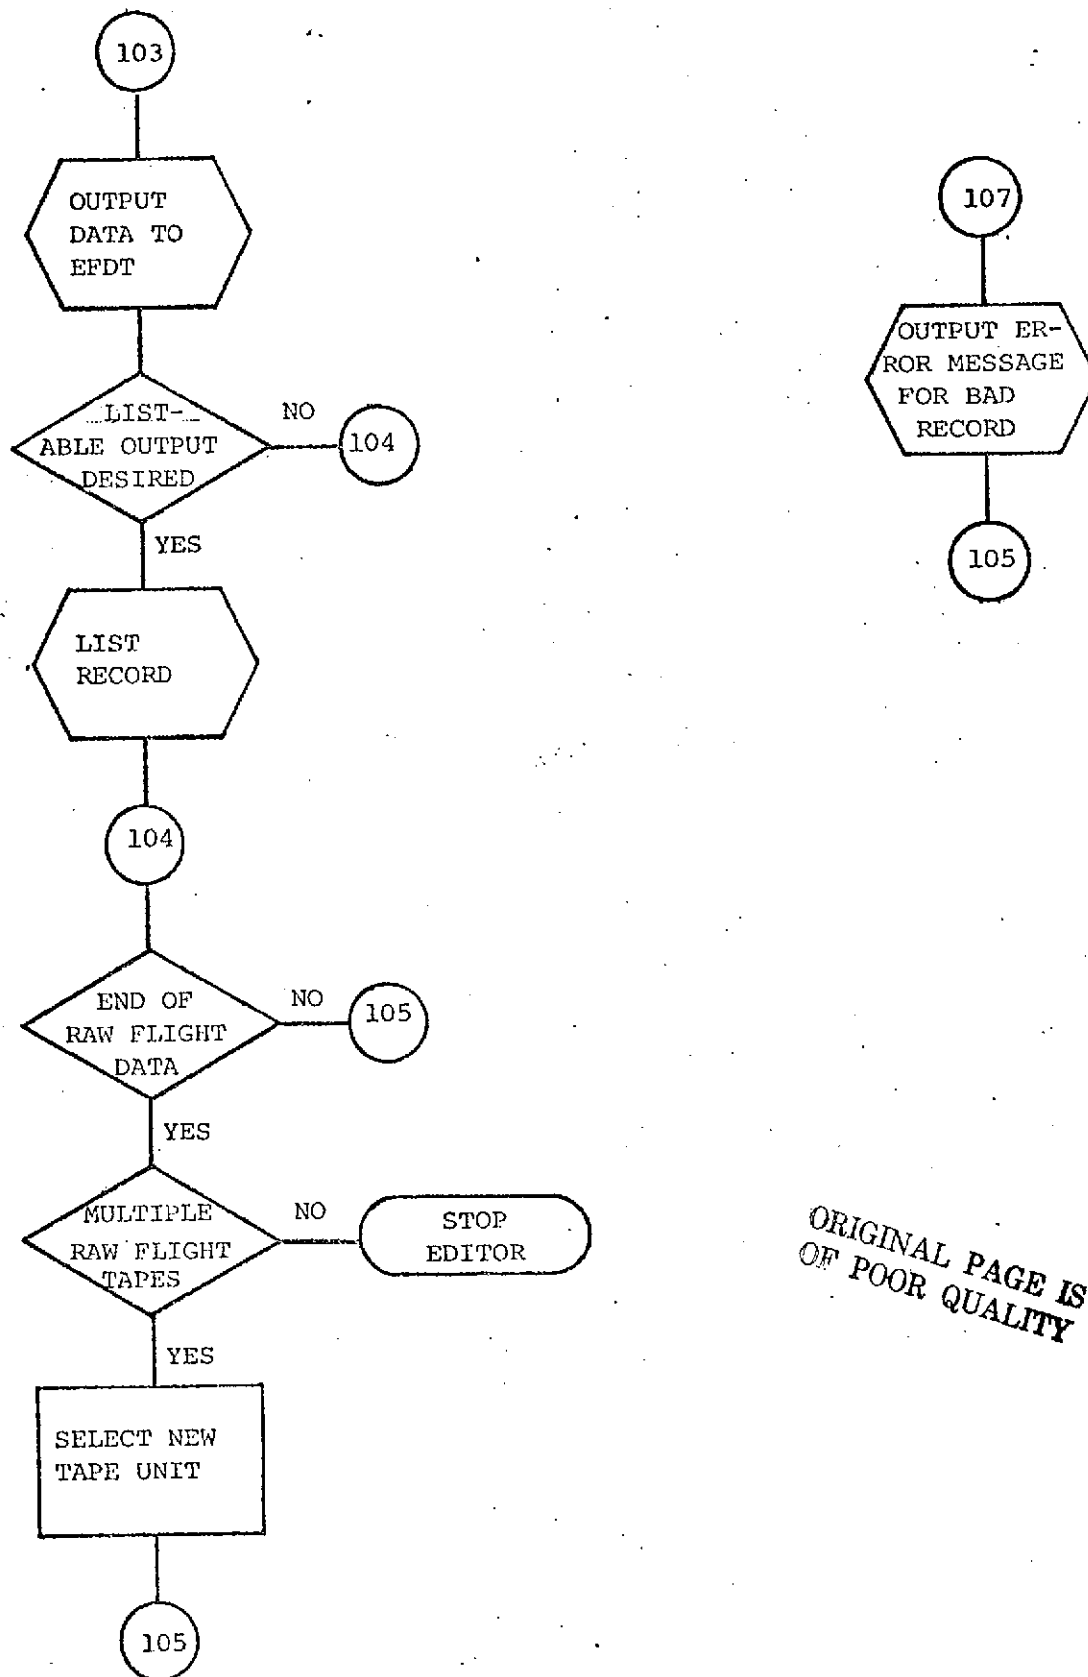 103
OUTPUT
DATA TO
EFDT
LIST-
ABLE OUTPUT
DESIRED
NO
104
YES
LIST
RECORD
104
END OF
RAW FLIGHT
DATA
NO
105
YES
MULTIPLE
RAW FLIGHT
TAPES
NO
STOP
EDITOR
YES
SELECT NEW
TAPE UNIT
105
107
OUTPUT ER-
ROR MESSAGE
FOR BAD
RECORD
105
ORIGINAL PAGE IS
OF POOR QUALITY